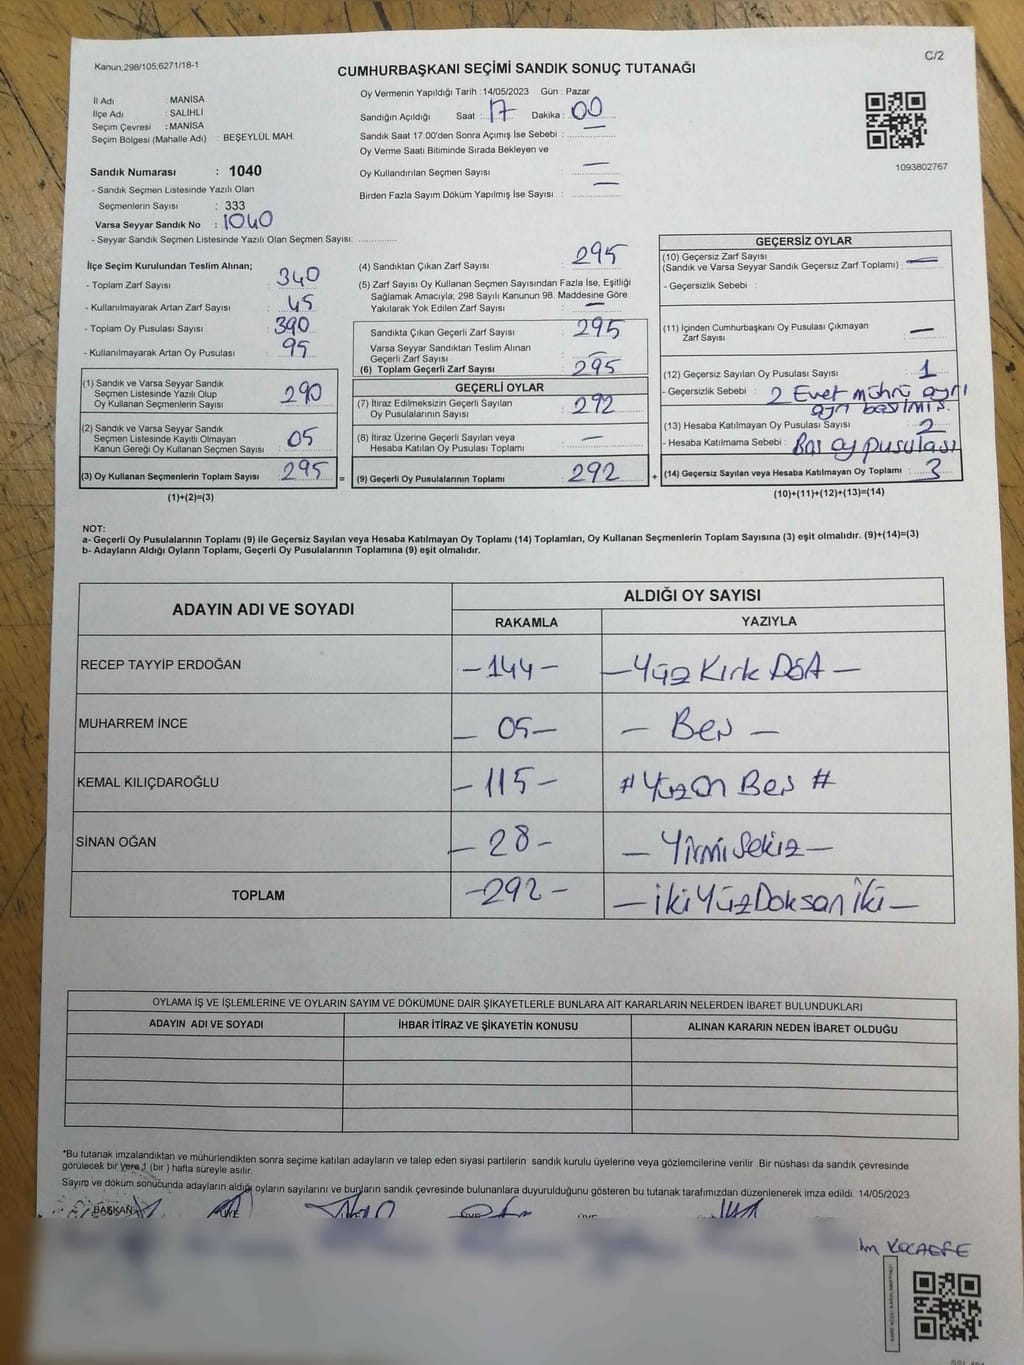 Kanun,298/105;6271/18-1
C/2
CUMHURBAŞKANI SEÇİMİ SANDIK SONUÇ TUTANAĞI
İl Adı : MANİSA
İlçe Adı : SALİHLİ
Seçim Çevresi : MANİSA
Seçim Bölgesi (Mahalle Adı) : BEŞEYLÜL MAH.
Oy Vermenin Yapıldığı Tarih : 14/05/2023 Gün : Pazar
Sandığın Açıldığı Saat : 17 Dakika : 00
Sandık Saat 17.00'den Sonra Açmış İse Sebebi : —
Oy Verme Saati Bitiminde Sırada Bekleyen ve
Oy Kullandırılan Seçmen Sayısı : —
Birden Fazla Sayım Döküm Yapılmış İse Sayısı : —
1093802767
Sandık Numarası : 1040
- Sandık Seçmen Listesinde Yazılı Olan
Seçmenlerin Sayısı : 333
Varsa Seyyar Sandık No : 1040
- Seyyar Sandık Seçmen Listesinde Yazılı Olan Seçmen Sayısı: ..............
İlçe Seçim Kurulundan Teslim Alınan;
- Toplam Zarf Sayısı : 340
- Kullanılmayarak Artan Zarf Sayısı : 45
- Toplam Oy Pusulası Sayısı : 390
- Kullanılmayarak Artan Oy Pusulası : 95
(1) Sandık ve Varsa Seyyar Sandık
Seçmen Listesinde Yazılı Olup
Oy Kullanan Seçmenlerin Sayısı : 290
(2) Sandık ve Varsa Seyyar Sandık
Seçmen Listesinde Kayıtlı Olmayan
Kanun Gereği Oy Kullanan Seçmen Sayısı : 05
(3) Oy Kullanan Seçmenlerin Toplam Sayısı : 295
(1)+(2)=(3)
(4) Sandıktan Çıkan Zarf Sayısı : 295
(5) Zarf Sayısı Oy Kullanan Seçmen Sayısından Fazla İse, Eşitliği
Sağlamak Amacıyla; 298 Sayılı Kanunun 98. Maddesine Göre
Yakılarak Yok Edilen Zarf Sayısı : —
Sandıkta Çıkan Geçerli Zarf Sayısı : 295
Varsa Seyyar Sandıktan Teslim Alınan
Geçerli Zarf Sayısı : —
(6) Toplam Geçerli Zarf Sayısı : 295
GEÇERLİ OYLAR
(7) İtiraz Edilmeksizin Geçerli Sayılan
Oy Pusulalarının Sayısı : 292
(8) İtiraz Üzerine Geçerli Sayılan veya
Hesaba Katılan Oy Pusulası Toplamı : —
= (9) Geçerli Oy Pusulalarının Toplamı : 292
GEÇERSİZ OYLAR
(10) Geçersiz Zarf Sayısı
(Sandık ve Varsa Seyyar Sandık Geçersiz Zarf Toplamı) : —
- Geçersizlik Sebebi :
(11) İçinden Cumhurbaşkanı Oy Pusulası Çıkmayan
Zarf Sayısı : —
(12) Geçersiz Sayılan Oy Pusulası Sayısı : 1
- Geçersizlik Sebebi : 2 Evet mührü ayrı
ayrı basılmış.
(13) Hesaba Katılmayan Oy Pusulası Sayısı : 2
- Hesaba Katılmama Sebebi : Boş oy pusulası
+ (14) Geçersiz Sayılan veya Hesaba Katılmayan Oy Toplamı : 3
(10)+(11)+(12)+(13)=(14)
NOT:
a- Geçerli Oy Pusulalarının Toplamı (9) ile Geçersiz Sayılan veya Hesaba Katılmayan Oy Toplamı (14) Toplamları, Oy Kullanan Seçmenlerin Toplam Sayısına (3) eşit olmalıdır. (9)+(14)=(3)
b- Adayların Aldığı Oyların Toplamı, Geçerli Oy Pusulalarının Toplamına (9) eşit olmalıdır.
ADAYIN ADI VE SOYADI ALDIĞI OY SAYISI
RAKAMLA YAZIYLA
RECEP TAYYİP ERDOĞAN —144— —Yüz Kırk Dört—
MUHARREM İNCE — 05— — Beş —
KEMAL KILIÇDAROĞLU —115— # Yüz On Beş #
SİNAN OĞAN —28— —Yirmi Sekiz—
TOPLAM —292— —İki Yüz Doksan İki—
OYLAMA İŞ VE İŞLEMLERİNE VE OYLARIN SAYIM VE DÖKÜMÜNE DAİR ŞİKAYETLERLE BUNLARA AİT KARARLARIN NELERDEN İBARET BULUNDUKLARI
ADAYIN ADI VE SOYADI İHBAR İTİRAZ VE ŞİKAYETİN KONUSU ALINAN KARARIN NEDEN İBARET OLDUĞU
*Bu tutanak imzalandıktan ve mühürlendikten sonra seçime katılan adayların ve talep eden siyasi partilerin sandık kurulu üyelerine veya gözlemcilerine verilir .Bir nüshası da sandık çevresinde
görülecek bir yere 1 (bir ) hafta süreyle asılır.
Sayım ve döküm sonucunda adayların aldığı oyların sayılarını ve bunların sandık çevresinde bulunanlara duyurulduğunu gösteren bu tutanak tarafımızdan düzenlenerek imza edildi. 14/05/2023
BAŞKAN ÜYE ÜYE ÜYE
KOCAEFE